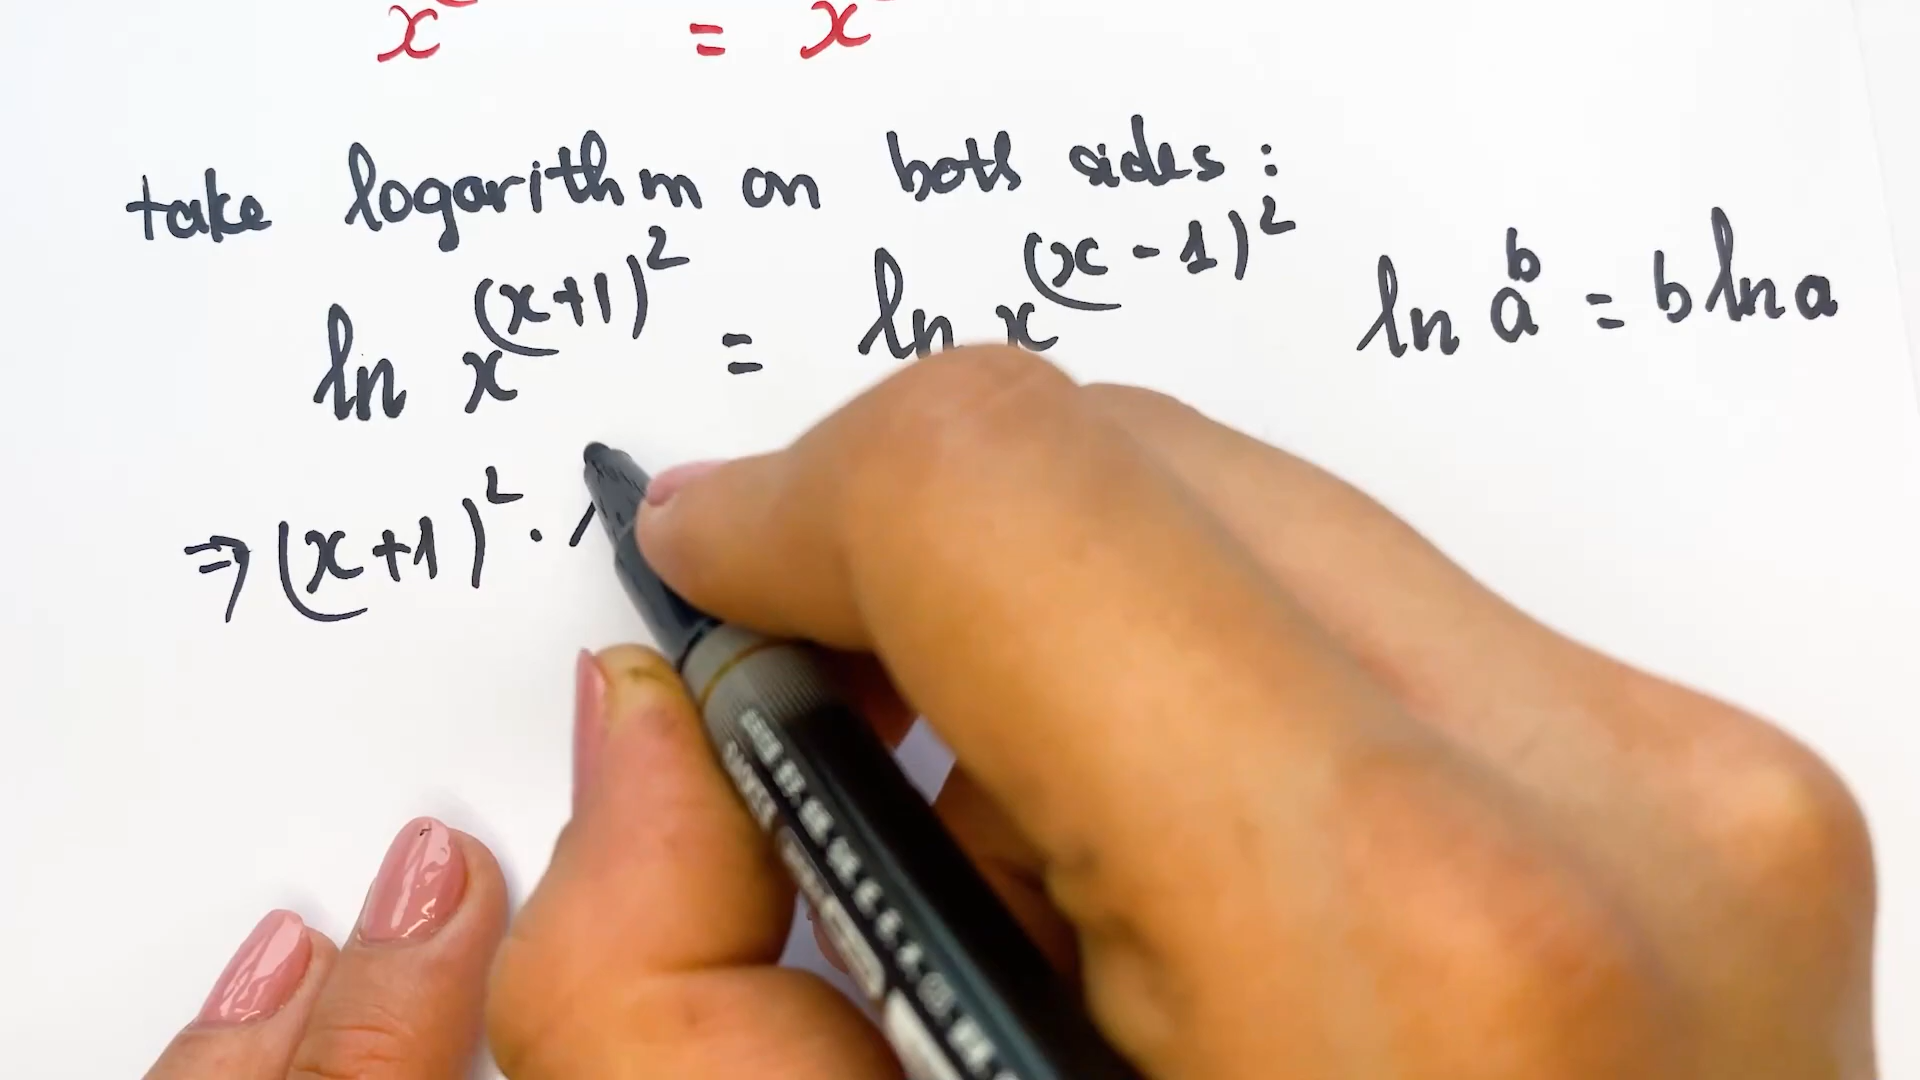 x = x
take logarithm on both sides :
ln x^(x+1)^2 = ln x^(x-1)^2 ln a^b = b ln a
⇒ (x+1)^2 ·